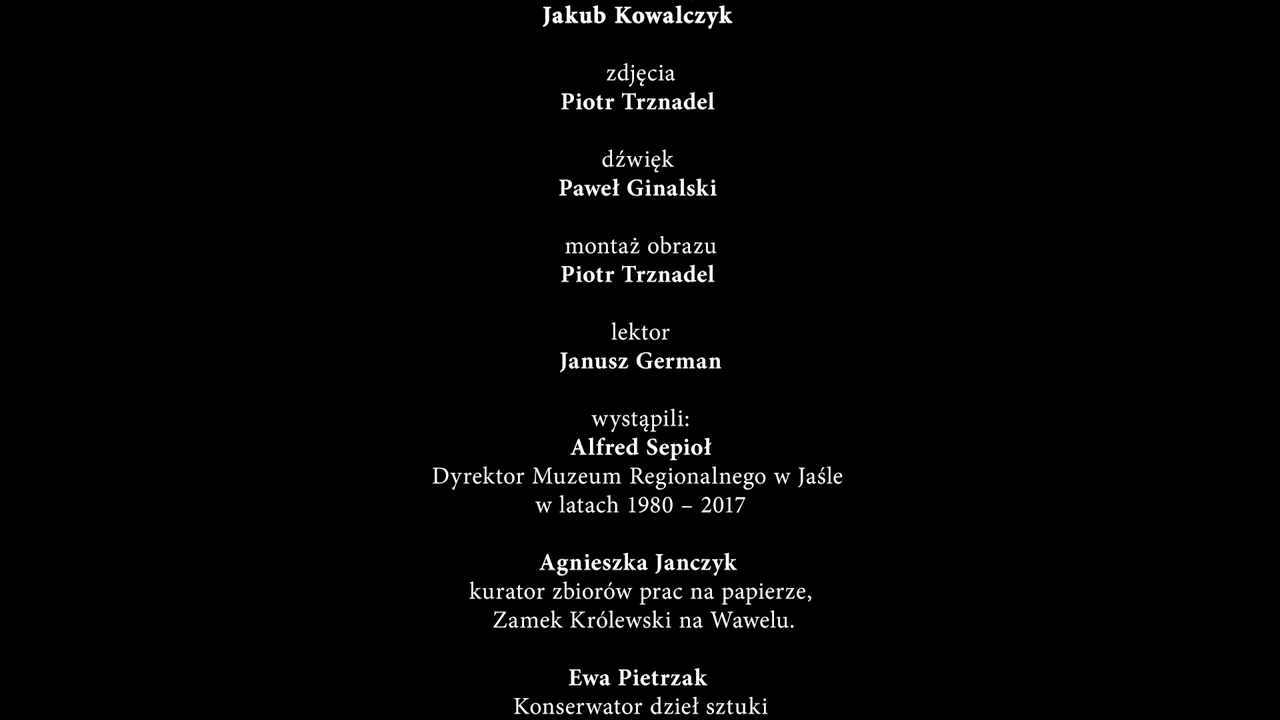 Jakub Kowalczyk
zdjęcia
Piotr Trznadel
dźwięk
Paweł Ginalski
montaż obrazu
Piotr Trznadel
lektor
Janusz German
wystąpili:
Alfred Sepioł
Dyrektor Muzeum Regionalnego w Jaśle
w latach 1980 – 2017
Agnieszka Janczyk
kurator zbiorów prac na papierze,
Zamek Królewski na Wawelu.
Ewa Pietrzak
Konserwator dzieł sztuki